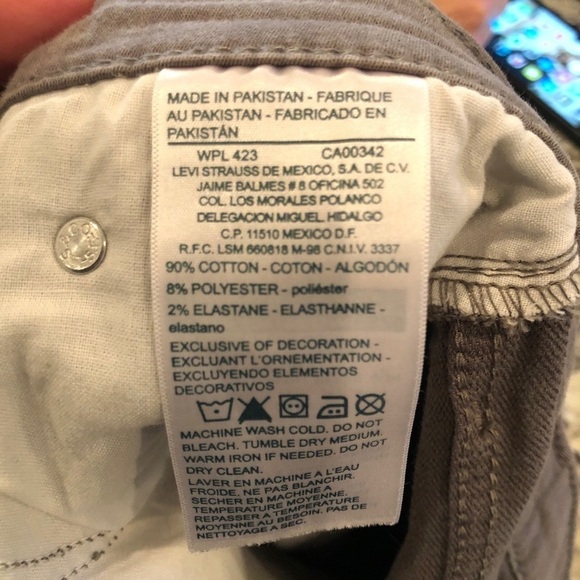 MADE IN PAKISTAN - FABRIQUE
AU PAKISTAN - FABRICADO EN
PAKISTÁN
WPL 423 CA00342
LEVI STRAUSS DE MEXICO, S.A. DE C.V.
JAIME BALMES # 8 OFICINA 502
COL. LOS MORALES POLANCO
DELEGACION MIGUEL HIDALGO
C.P. 11510 MEXICO D.F.
R.F.C. LSM 660818 M-98 C.N.I.V. 3337
90% COTTON - COTON - ALGODÓN
8% POLYESTER - poliéster
2% ELASTANE - ELASTHANNE -
elastano
EXCLUSIVE OF DECORATION -
EXCLUANT L'ORNEMENTATION -
EXCLUYENDO ELEMENTOS
DECORATIVOS
MACHINE WASH COLD. DO NOT
BLEACH. TUMBLE DRY MEDIUM.
WARM IRON IF NEEDED. DO NOT
DRY CLEAN.
LAVER EN MACHINE A L'EAU
FROIDE, NE PAS BLANCHIR.
SECHER EN MACHINE A
TEMPERATURE MOYENNE.
REPASSER A TEMPERATURE
MOYENNE AU BESOIN. PAS DE
NETTOYAGE A SEC.